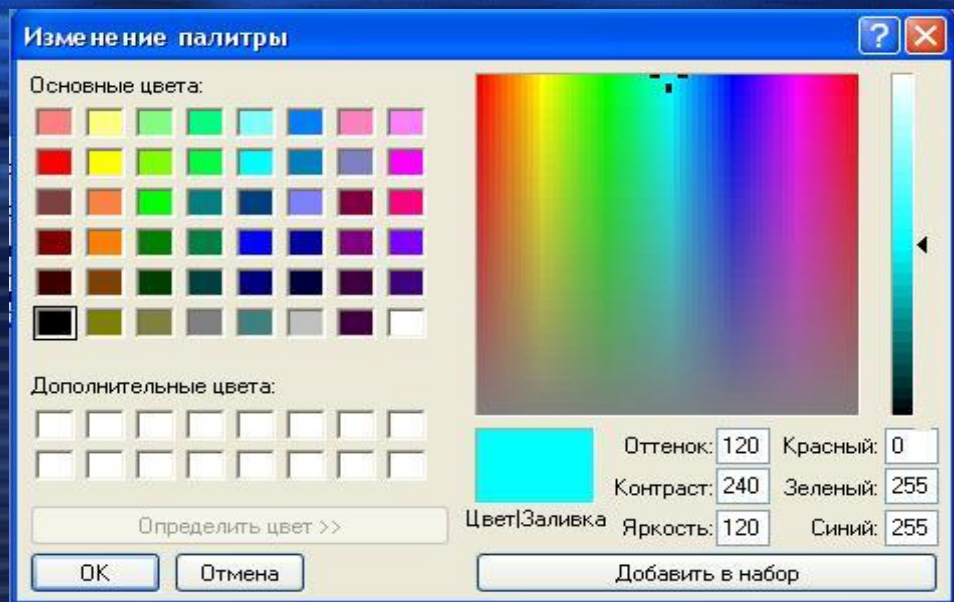 Изменение палитры
Основные цвета:
Дополнительные цвета:
Определить цвет >>
OK
Отмена
Цвет|Заливка
Оттенок: 120
Контраст: 240
Яркость: 120
Красный: 0
Зеленый: 255
Синий: 255
Добавить в набор